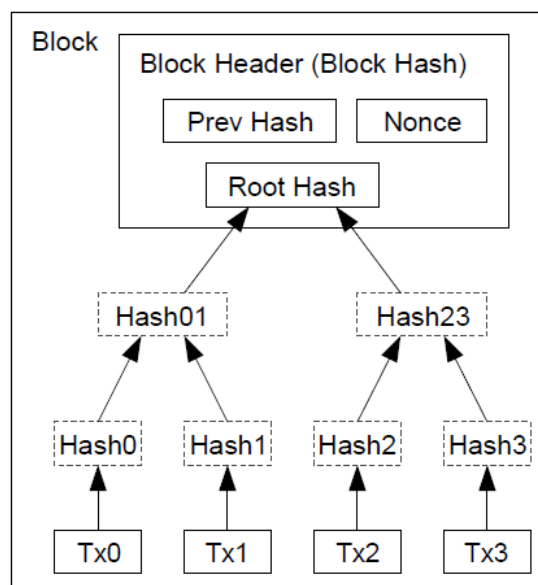 Block
Block Header (Block Hash)
Prev Hash
Nonce
Root Hash
Hash01
Hash23
Hash0
Hash1
Hash2
Hash3
Tx0
Tx1
Tx2
Tx3